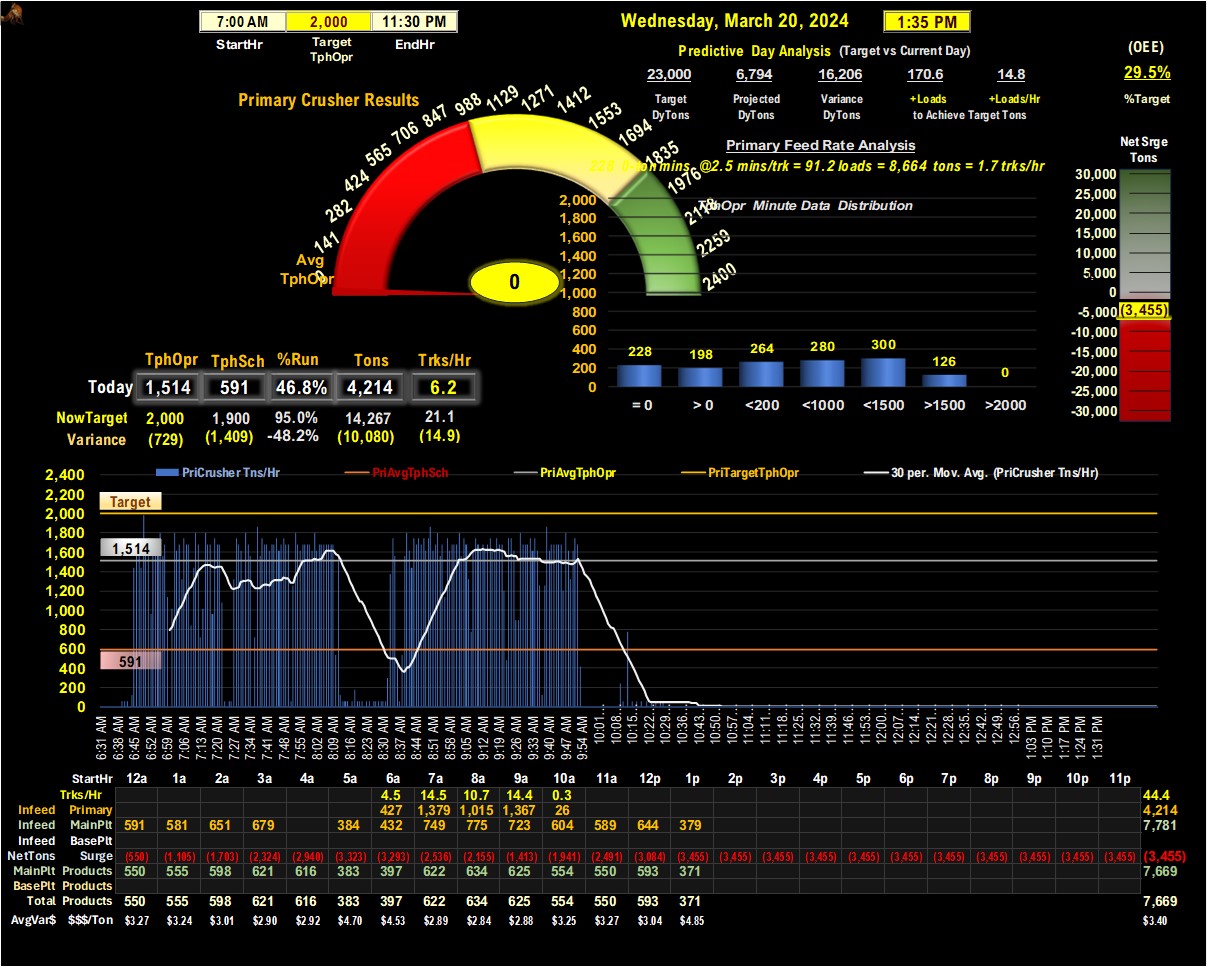 7:00 AM 2,000 11:30 PM
StartHr Target TphOpr EndHr
Wednesday, March 20, 2024 1:35 PM
Predictive Day Analysis (Target vs Current Day)
23,000 6,794 16,206 170.6 14.8
Target DyTons Projected DyTons Variance DyTons +Loads +Loads/Hr
to Achieve Target Tons
(OEE)
29.5%
%Target
Primary Crusher Results
0 141 282 424 565 706 847 988 1129 1271 1412 1553 1694 1835 1976 2118 2259 2400
Avg
TphOpr
0
Primary Feed Rate Analysis
228 0-ton mins @2.5 mins/trk = 91.2 loads = 8,664 tons = 1.7 trks/hr
TphOpr Minute Data Distribution
2,000
1,800
1,600
1,400
1,200
1,000
800
600
400
200
0
228 198 264 280 300 126 0
= 0 > 0 <200 <1000 <1500 >1500 >2000
Net Srge
Tons
30,000
25,000
20,000
15,000
10,000
5,000
0
-5,000 (3,455)
-10,000
-15,000
-20,000
-25,000
-30,000
TphOpr TphSch %Run Tons Trks/Hr
Today 1,514 591 46.8% 4,214 6.2
NowTarget 2,000 1,900 95.0% 14,267 21.1
Variance (729) (1,409) -48.2% (10,080) (14.9)
PriCrusher Tns/Hr PriAvgTphSch PriAvgTphOpr PriTargetTphOpr 30 per. Mov. Avg. (PriCrusher Tns/Hr)
2,400
2,200
2,000
1,800
1,600
1,400
1,200
1,000
800
600
400
200
0
Target
1,514
591
6:31 AM 6:38 AM 6:45 AM 6:52 AM 6:59 AM 7:06 AM 7:13 AM 7:20 AM 7:27 AM 7:34 AM 7:41 AM 7:48 AM 7:55 AM 8:02 AM 8:09 AM 8:16 AM 8:23 AM 8:30 AM 8:37 AM 8:44 AM 8:51 AM 8:58 AM 9:05 AM 9:12 AM 9:19 AM 9:26 AM 9:33 AM 9:40 AM 9:47 AM 9:54 AM 10:01… 10:08… 10:15… 10:22… 10:29… 10:36… 10:43… 10:50… 10:57… 11:04… 11:11… 11:18… 11:25… 11:32… 11:39… 11:46… 11:53… 12:00… 12:07… 12:14… 12:21… 12:28… 12:35… 12:42… 12:49… 12:56… 1:03 PM 1:10 PM 1:17 PM 1:24 PM 1:31 PM
StartHr 12a 1a 2a 3a 4a 5a 6a 7a 8a 9a 10a 11a 12p 1p 2p 3p 4p 5p 6p 7p 8p 9p 10p 11p
Trks/Hr 4.5 14.5 10.7 14.4 0.3 44.4
Infeed Primary 427 1,379 1,015 1,367 26 4,214
Infeed MainPlt 591 581 651 679 384 432 749 775 723 604 589 644 379 7,781
Infeed BasePlt
NetTons Surge (550) (1,105) (1,703) (2,324) (2,940) (3,323) (3,293) (2,536) (2,155) (1,413) (1,941) (2,491) (3,084) (3,455) (3,455) (3,455) (3,455) (3,455) (3,455) (3,455) (3,455) (3,455) (3,455) (3,455) (3,455)
MainPlt Products 550 555 598 621 616 383 397 622 634 625 554 550 593 371 7,669
BasePlt Products
Total Products 550 555 598 621 616 383 397 622 634 625 554 550 593 371 7,669
AvgVar$ $$$/Ton $3.27 $3.24 $3.01 $2.90 $2.92 $4.70 $4.53 $2.89 $2.84 $2.88 $3.25 $3.27 $3.04 $4.85 $3.40